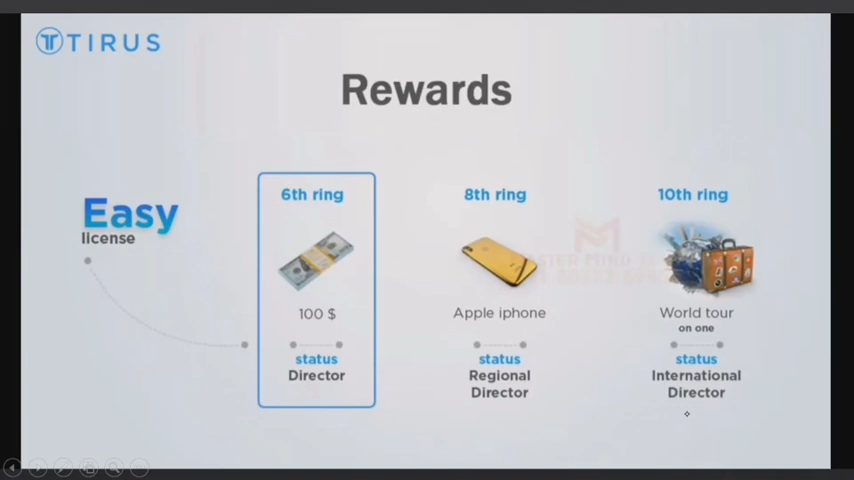 TIRUS
Rewards
Easy
license
6th ring
100 $
status
Director
8th ring
Apple iphone
status
Regional
Director
10th ring
World tour
on one
status
International
Director